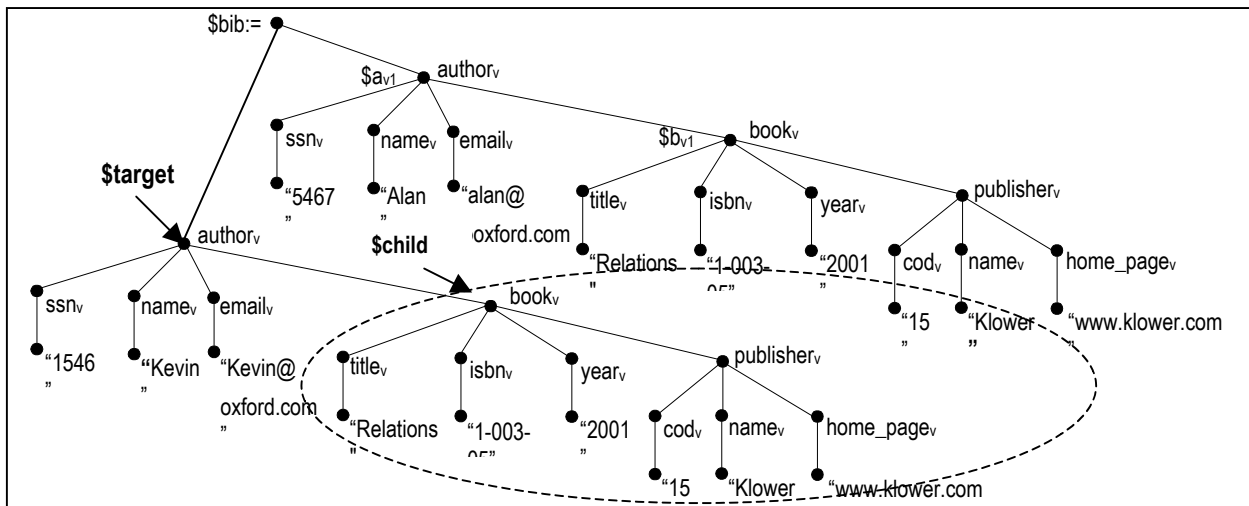 $bib:=
$av1 authorv
ssnv namev emailv
$bv1 bookv
$target
“5467 “Alan “alan@
” ” oxford.com
titlev isbnv yearv publisherv
authorv
$child
“Relations “1-003- “2001 codv namev home_pagev
" 05” ”
ssnv namev emailv
bookv
“15 “Klower “www.klower.com
” ” ”
“1546 “Kevin “Kevin@
” ” oxford.com
”
titlev isbnv yearv publisherv
“Relations “1-003- “2001 codv namev home_pagev
" 05” ”
“15 “Klower “www.klower.com